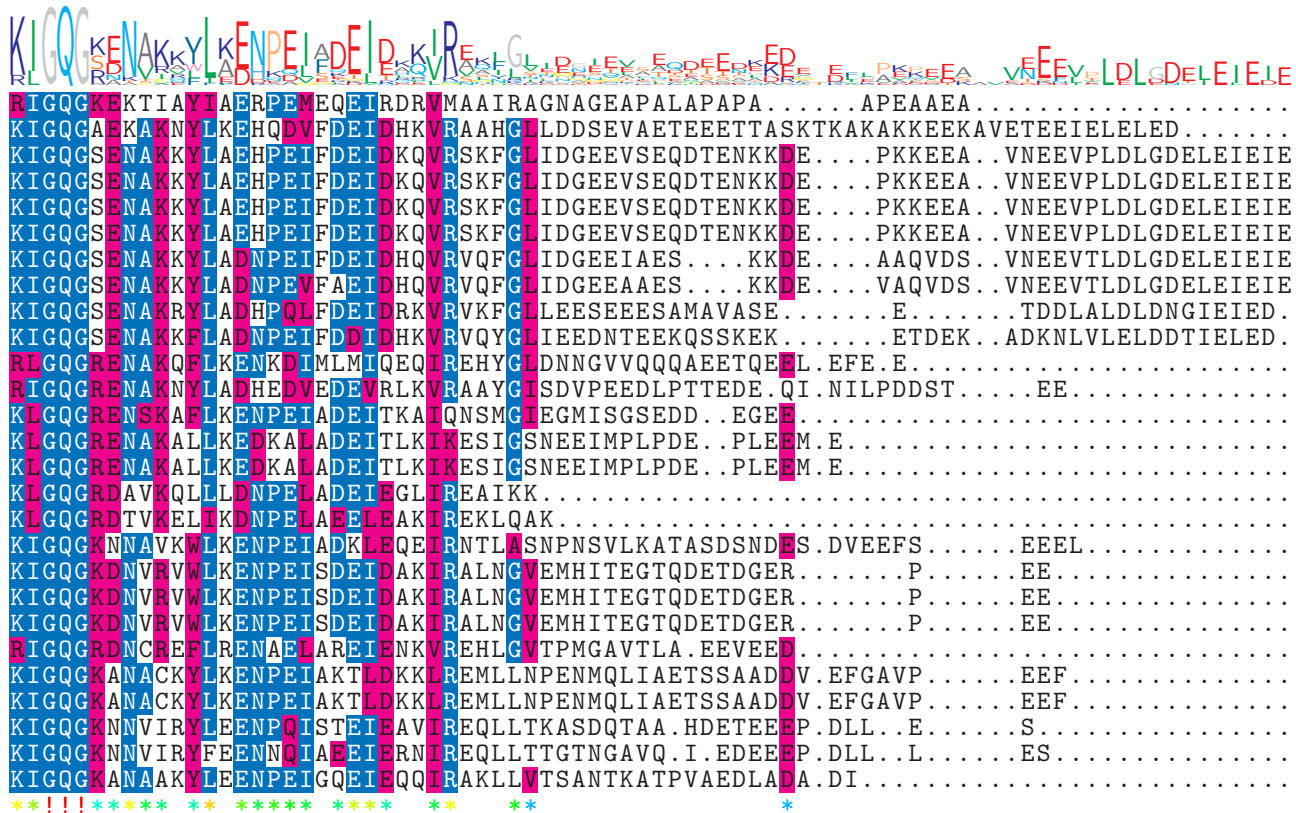 RIGQGKEKTIAYIAERPEMEQEIRDRVMAAIRAGNAGEAPALAPAPA......APEAAEA....................
KIGQGAEKAKNYLKEHQDVFDEIDHKVRAAHGLLDDSEVAETEEETTASKTKAKAKKEEKAVETEEIELELED.......
KIGQGSENAKKYLAEHPEIFDEIDKQVRSKFGLIDGEEVSEQDTENKKDE....PKKEEA..VNEEVPLDLGDELEIEIE
KIGQGSENAKKYLAEHPEIFDEIDKQVRSKFGLIDGEEVSEQDTENKKDE....PKKEEA..VNEEVPLDLGDELEIEIE
KIGQGSENAKKYLAEHPEIFDEIDKQVRSKFGLIDGEEVSEQDTENKKDE....PKKEEA..VNEEVPLDLGDELEIEIE
KIGQGSENAKKYLAEHPEIFDEIDKQVRSKFGLIDGEEVSEQDTENKKDE....PKKEEA..VNEEVPLDLGDELEIEIE
KIGQGSENAKKYLADNPEIFDEIDHQVRVQFGLIDGEEIAES....KKDE....AAQVDS..VNEEVTLDLGDELEIEIE
KIGQGSENAKKYLADNPEVFAEIDHQVRVQFGLIDGEEAAES....KKDE....VAQVDS..VNEEVTLDLGDELEIEIE
KIGQGSENAKRYLADHPQLFDEIDRKVRVKFGLLEESEEESAMAVASE.......E.......TDDLALDLDNGIEIED.
KIGQGSENAKKFLADNPEIFDDIDHKVRVQYGLIEEDNTEEKQSSKEK.......ETDEK..ADKNLVLELDDTIELED.
RLGQGRENAKQFLKENKDIMLMIQEQIREHYGLDNNGVVQQQQAEETQEEL.EFE.E........................
RIGQGRENAKNYLADHEDVEDEVRLKVRAAYGISDVPEEDLPTTEDE.QI.NILPDDST.......EE............
KLGQGRENSKAFLKENPEIADEITKAIQNSMGIEGMISGSEDD..EGEE...............................
KLGQGRENAKALLKEDKALADEITLKIKESIGSNEEIMPLPDE..PLEEM.E............................
KLGQGRENAKALLKEDKALADEITLKIKESIGSNEEIMPLPDE..PLEEM.E............................
KLGQGRDAVKQLLLDNPELADEIEGLIREAIKK...............................................
KLGQGRDTVKELIKDNPELAEELEAKIREKLQAK..............................................
KIGQGKNNAVKWLKENPEIADKLEQEIRNTLASNPNSVLKATASDSNDES.DVEEFS......EEEL.............
KIGQGKDNVRVWLKENPEISDEIDAKIRALNGVEMHITEGTQDETDGER.......P......EE...............
KIGQGKDNVRVWLKENPEISDEIDAKIRALNGVEMHITEGTQDETDGER.......P......EE...............
KIGQGKDNVRVWLKENPEISDEIDAKIRALNGVEMHITEGTQDETDGER.......P......EE...............
RIGQGRDNCREFLRENAELAREIENKVREHLGVTPMGAVTLA.EEVEED...............................
KIGQGKANACKYLKENPEIAKTLDKKLREMLLNPENMQLIAETSSAADDV.EFGAVP......EEF..............
KIGQGKANACKYLKENPEIAKTLDKKLREMLLNPENMQLIAETSSAADDV.EFGAVP......EEF..............
KIGQGKNNVIRYLEENPQISTEIEAVIREQLLTKASDQTAA.HDETEEEP.DLL..E......S................
KIGQGKNNVIRYFEENNQIAEEIERNIREQLLTTGTNGAVQ.I.EDEEEEP.DLL..L......ES...............
KIGQGKANAAKYLEENPEIGQEIEQQIRAKLLVTSANTKATPVAEDLADA.DI...........................
**!!!***** ** ***** **** ** ** *